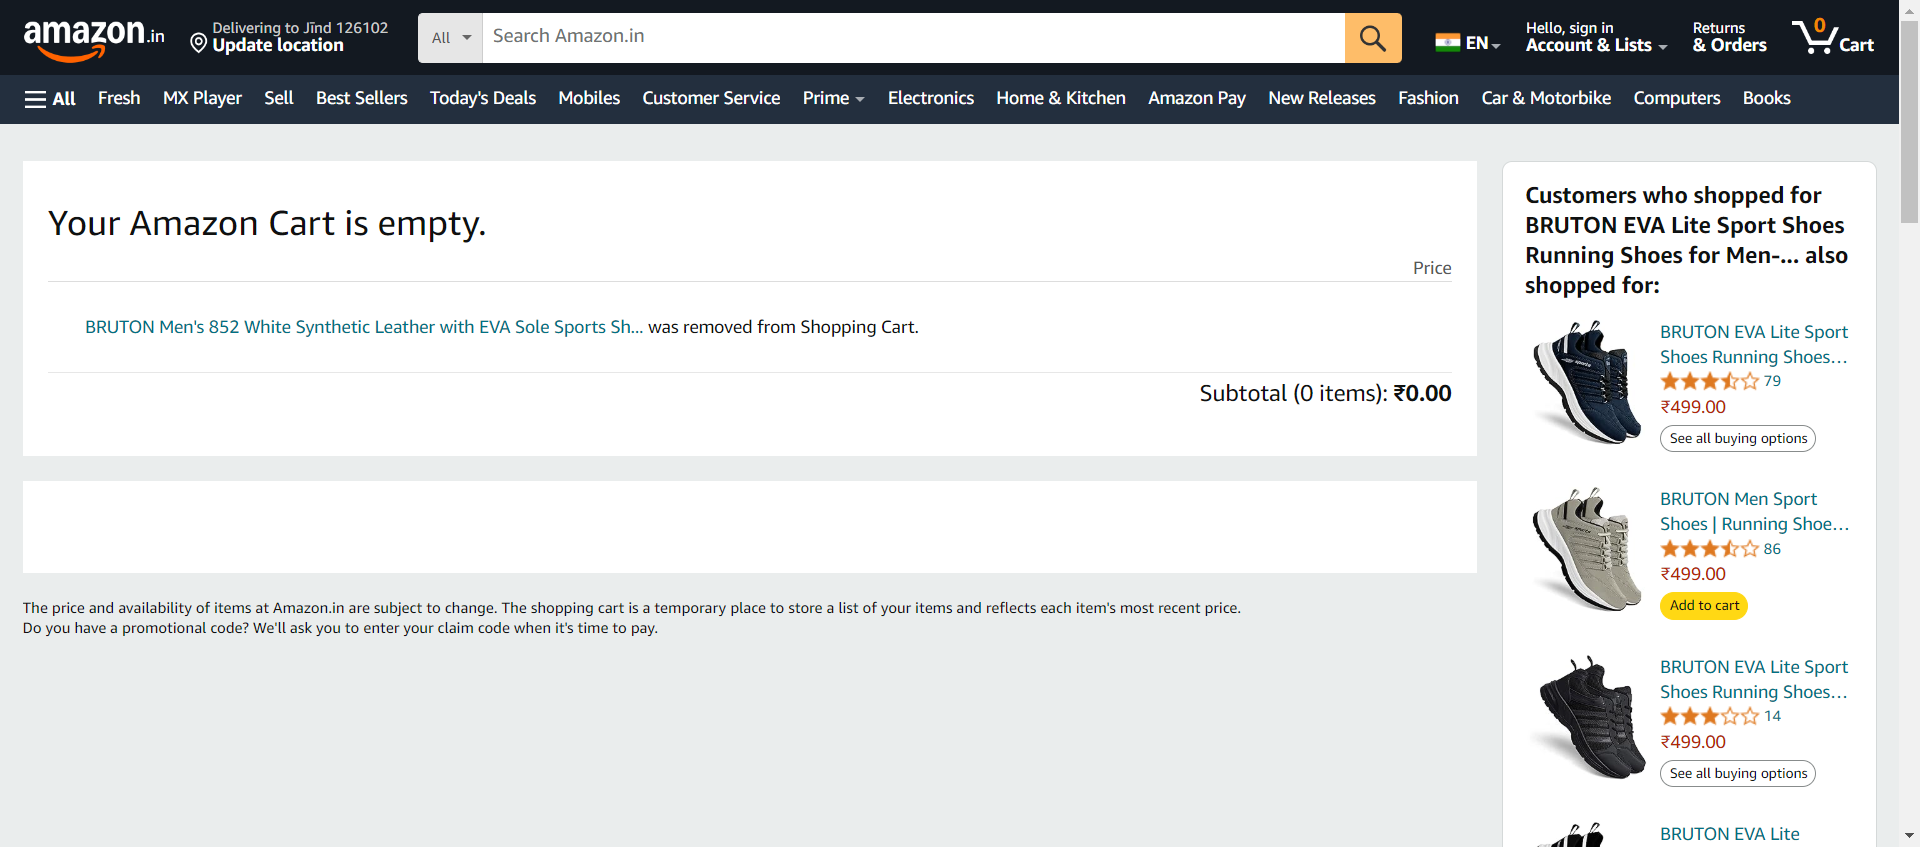 amazon.in
Delivering to Jīnd 126102
Update location
All
Search Amazon.in
EN
Hello, sign in
Account & Lists
Returns
& Orders
0
Cart
All
Fresh
MX Player
Sell
Best Sellers
Today's Deals
Mobiles
Customer Service
Prime
Electronics
Home & Kitchen
Amazon Pay
New Releases
Fashion
Car & Motorbike
Computers
Books
Your Amazon Cart is empty.
Price
BRUTON Men's 852 White Synthetic Leather with EVA Sole Sports Sh... was removed from Shopping Cart.
Subtotal (0 items): ₹0.00
The price and availability of items at Amazon.in are subject to change. The shopping cart is a temporary place to store a list of your items and reflects each item's most recent price.
Do you have a promotional code? We'll ask you to enter your claim code when it's time to pay.
Customers who shopped for
BRUTON EVA Lite Sport Shoes
Running Shoes for Men-... also
shopped for:
BRUTON EVA Lite Sport
Shoes Running Shoes…
79
₹499.00
See all buying options
BRUTON Men Sport
Shoes | Running Shoe…
86
₹499.00
Add to cart
BRUTON EVA Lite Sport
Shoes Running Shoes…
14
₹499.00
See all buying options
BRUTON EVA Lite